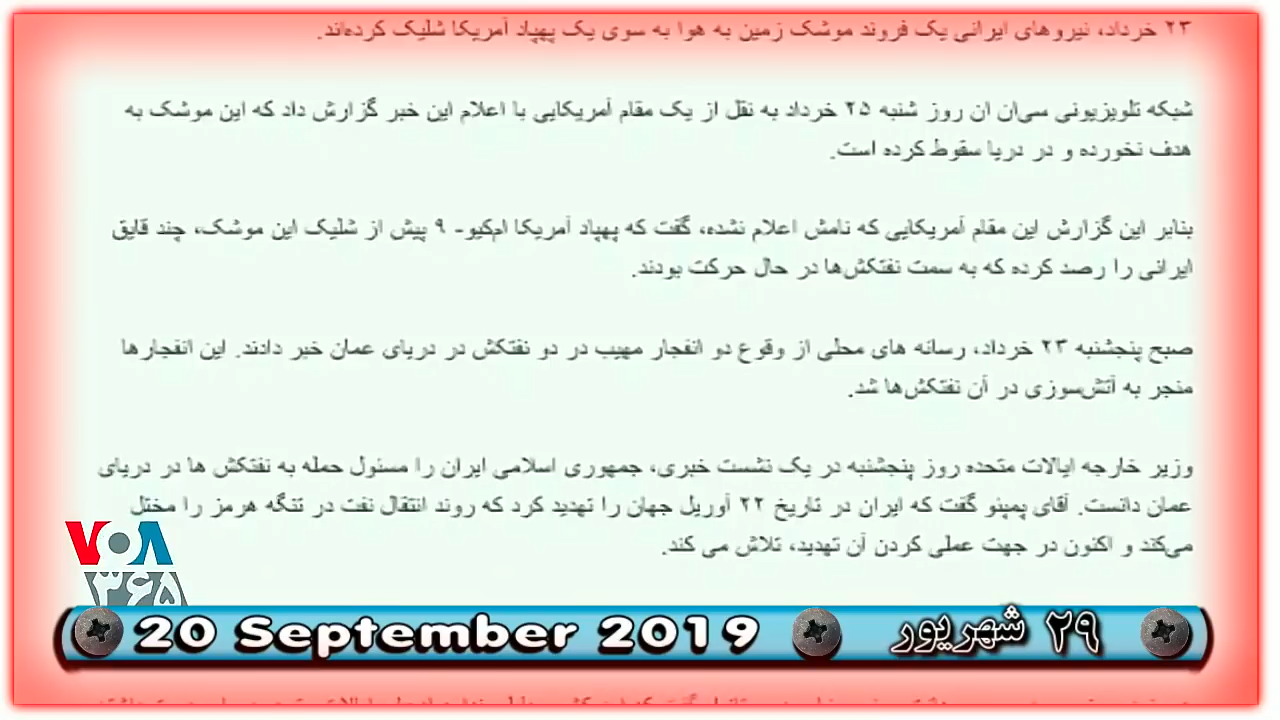 ۲۳ خرداد، نیروهای ایرانی یک فروند موشک زمین به هوا به سوی یک پهپاد آمریکا شلیک کرده‌اند.
شبکه تلویزیونی سی‌ان ان روز شنبه ۲۵ خرداد به نقل از یک مقام آمریکایی با اعلام این خبر گزارش داد که این موشک به
هدف نخورده و در دریا سقوط کرده است.
بنابر این گزارش این مقام آمریکایی که نامش اعلام نشده، گفت که پهپاد آمریکا ام‌کیو- ۹ پیش از شلیک این موشک، چند قایق
ایرانی را رصد کرده که به سمت نفتکش‌ها در حال حرکت بودند.
صبح پنجشنبه ۲۳ خرداد، رسانه های محلی از وقوع دو انفجار مهیب در دو نفتکش در دریای عمان خبر دادند. این انفجارها
منجر به آتش‌سوزی در آن نفتکش‌ها شد.
وزیر خارجه ایالات متحده روز پنجشنبه در یک نشست خبری، جمهوری اسلامی ایران را مسئول حمله به نفتکش ها در دریای
عمان دانست. آقای پمپئو گفت که ایران در تاریخ ۲۲ آوریل جهان را تهدید کرد که روند انتقال نفت در تنگه هرمز را مختل
می‌کند و اکنون در جهت عملی کردن آن تهدید، تلاش می کند.
VOA
۳۶۵
20 September 2019
۲۹ شهریور